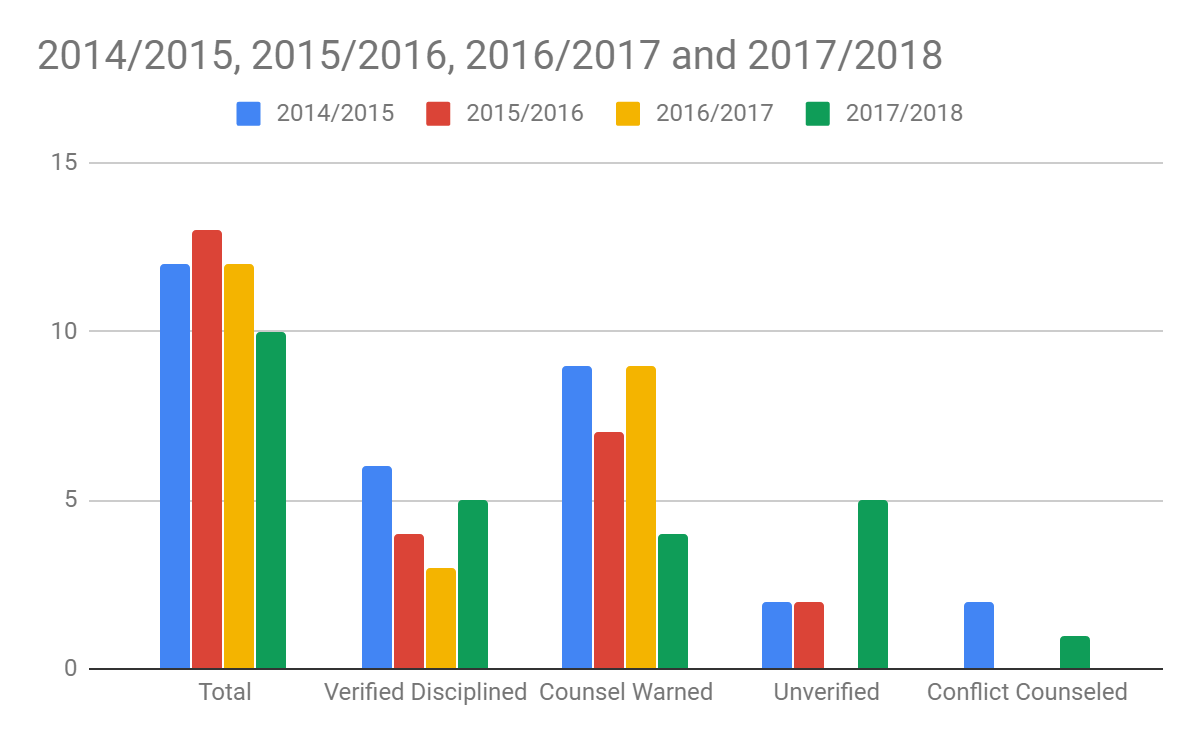 2014/2015, 2015/2016, 2016/2017 and 2017/2018
2014/2015 2015/2016 2016/2017 2017/2018
15
10
5
0
Total Verified Disciplined Counsel Warned Unverified Conflict Counseled